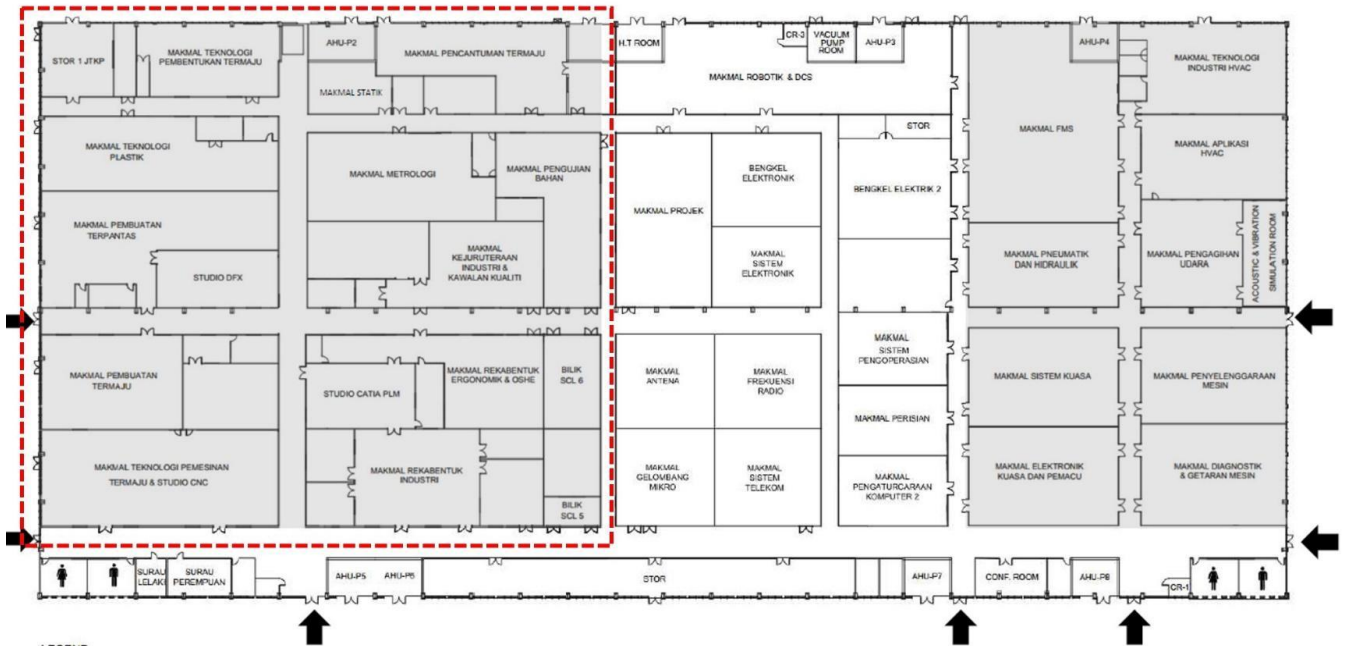 STOR 1 JTKP
MAKMAL TEKNOLOGI
PEMBENTUKAN TERMAJU
AHU-P2
MAKMAL PENCANTUMAN TERMAJU
MAKMAL STATIK
H.T ROOM
CR-3
VACUUM
PUMP
ROOM
AHU-P3
MAKMAL ROBOTIK & DCS
AHU-P4
MAKMAL TEKNOLOGI
INDUSTRI HVAC
MAKMAL FMS
STOR
MAKMAL TEKNOLOGI
PLASTIK
MAKMAL METROLOGI
MAKMAL PENGUJIAN
BAHAN
MAKMAL PROJEK
BENGKEL
ELEKTRONIK
BENGKEL ELEKTRIK 2
MAKMAL APLIKASI
HVAC
MAKMAL PEMBUATAN
TERPANTAS
STUDIO DFX
MAKMAL
KEJURUTERAAN
INDUSTRI &
KAWALAN KUALITI
MAKMAL
SISTEM
ELEKTRONIK
MAKMAL PNEUMATIK
DAN HIDRAULIK
MAKMAL PENGAGIHAN
UDARA
ACOUSTIC & VIBRATION
SIMULATION ROOM
MAKMAL PEMBUATAN
TERMAJU
STUDIO CATIA PLM
MAKMAL REKABENTUK
ERGONOMIK & OSHE
BILIK
SCL 6
MAKMAL
ANTENA
MAKMAL
FREKUENSI
RADIO
MAKMAL
SISTEM
PENGOPERASIAN
MAKMAL SISTEM KUASA
MAKMAL PENYELENGGARAAN
MESIN
MAKMAL PERISIAN
MAKMAL TEKNOLOGI PEMESINAN
TERMAJU & STUDIO CNC
MAKMAL REKABENTUK
INDUSTRI
BILIK
SCL 5
MAKMAL
GELOMBANG
MIKRO
MAKMAL
SISTEM
TELEKOM
MAKMAL
PENGATURCARAAN
KOMPUTER 2
MAKMAL ELEKTRONIK
KUASA DAN PEMACU
MAKMAL DIAGNOSTIK
& GETARAN MESIN
SURAU
LELAKI
SURAU
PEREMPUAN
AHU-P5
AHU-P6
STOR
AHU-P7
CONF. ROOM
AHU-P8
CR-1